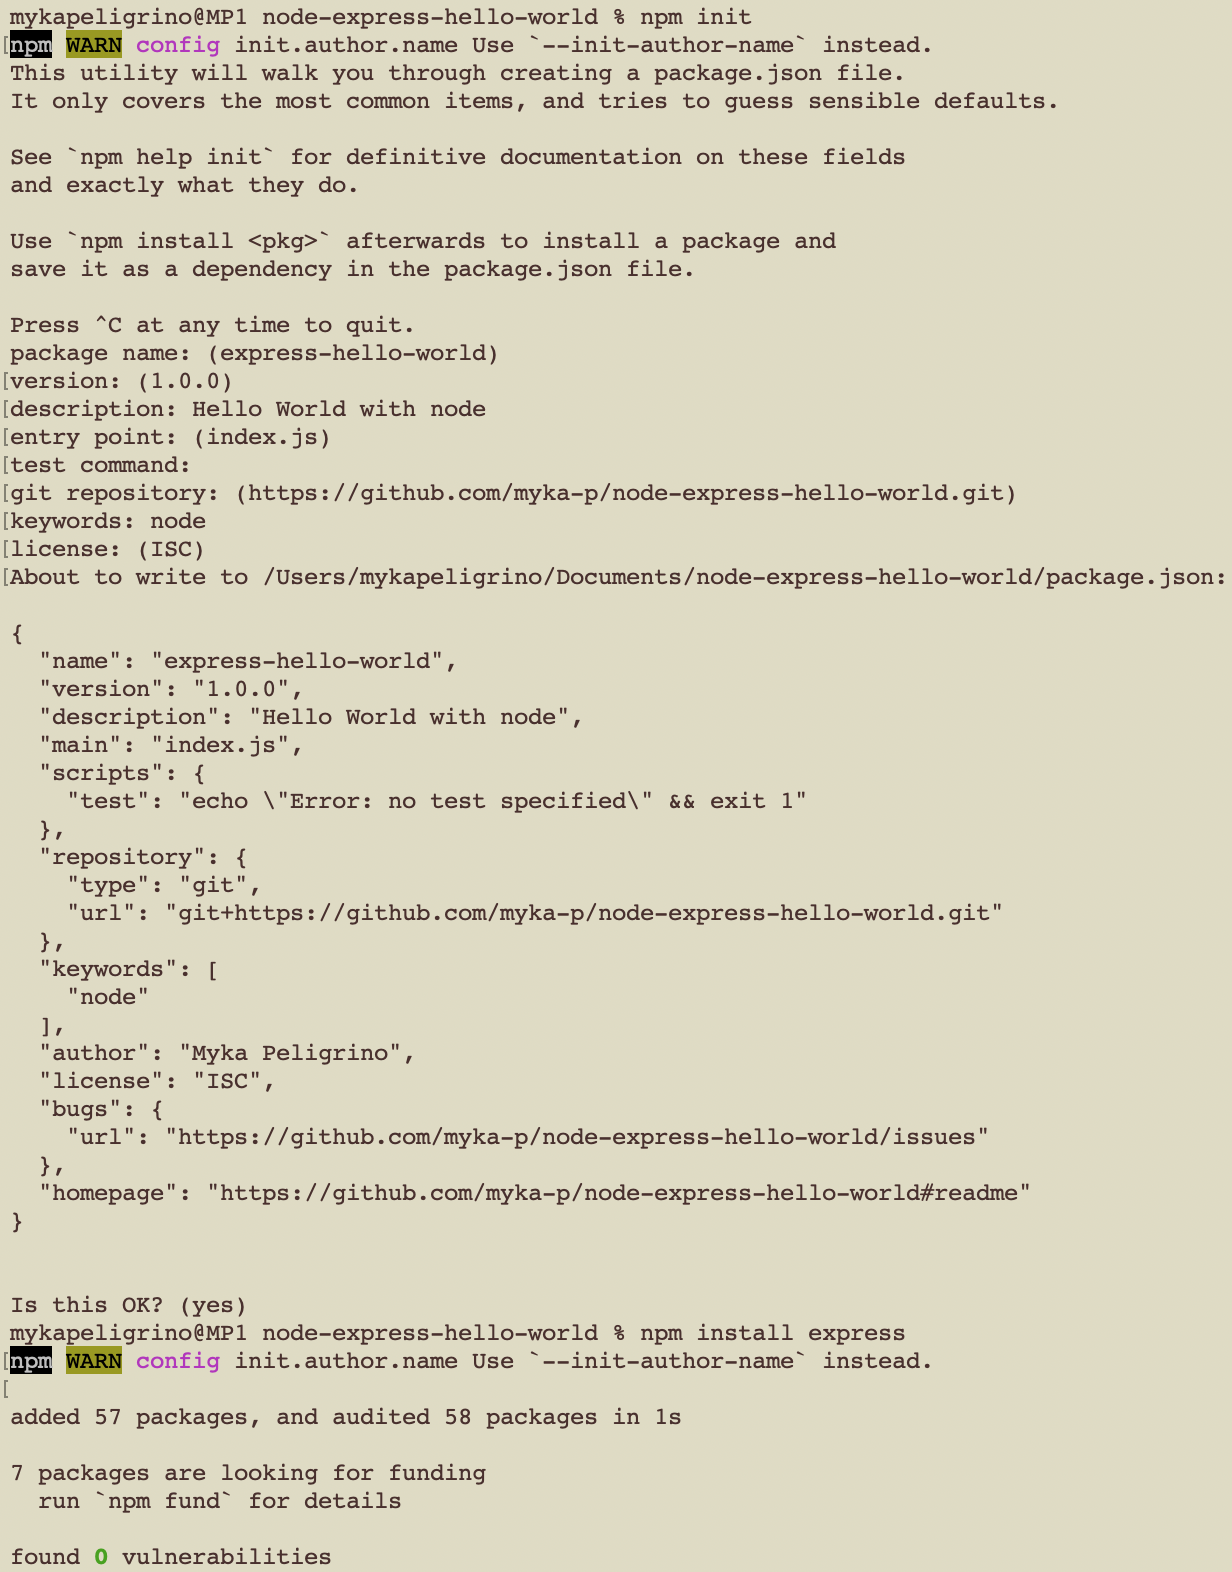 mykapeligrino@MP1 node-express-hello-world % npm init
[npm WARN config init.author.name Use `--init-author-name` instead.
This utility will walk you through creating a package.json file.
It only covers the most common items, and tries to guess sensible defaults.

See `npm help init` for definitive documentation on these fields
and exactly what they do.

Use `npm install <pkg>` afterwards to install a package and
save it as a dependency in the package.json file.

Press ^C at any time to quit.
package name: (express-hello-world)
[version: (1.0.0)
[description: Hello World with node
[entry point: (index.js)
[test command:
[git repository: (https://github.com/myka-p/node-express-hello-world.git)
[keywords: node
[license: (ISC)
[About to write to /Users/mykapeligrino/Documents/node-express-hello-world/package.json:

{
  "name": "express-hello-world",
  "version": "1.0.0",
  "description": "Hello World with node",
  "main": "index.js",
  "scripts": {
    "test": "echo \"Error: no test specified\" && exit 1"
  },
  "repository": {
    "type": "git",
    "url": "git+https://github.com/myka-p/node-express-hello-world.git"
  },
  "keywords": [
    "node"
  ],
  "author": "Myka Peligrino",
  "license": "ISC",
  "bugs": {
    "url": "https://github.com/myka-p/node-express-hello-world/issues"
  },
  "homepage": "https://github.com/myka-p/node-express-hello-world#readme"
}

Is this OK? (yes)
mykapeligrino@MP1 node-express-hello-world % npm install express
[npm WARN config init.author.name Use `--init-author-name` instead.
[
added 57 packages, and audited 58 packages in 1s

7 packages are looking for funding
  run `npm fund` for details

found 0 vulnerabilities